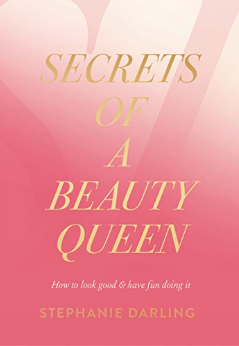 SECRETS
OF
A
BEAUTY
QUEEN
How to look good & have fun doing it
STEPHANIE DARLING